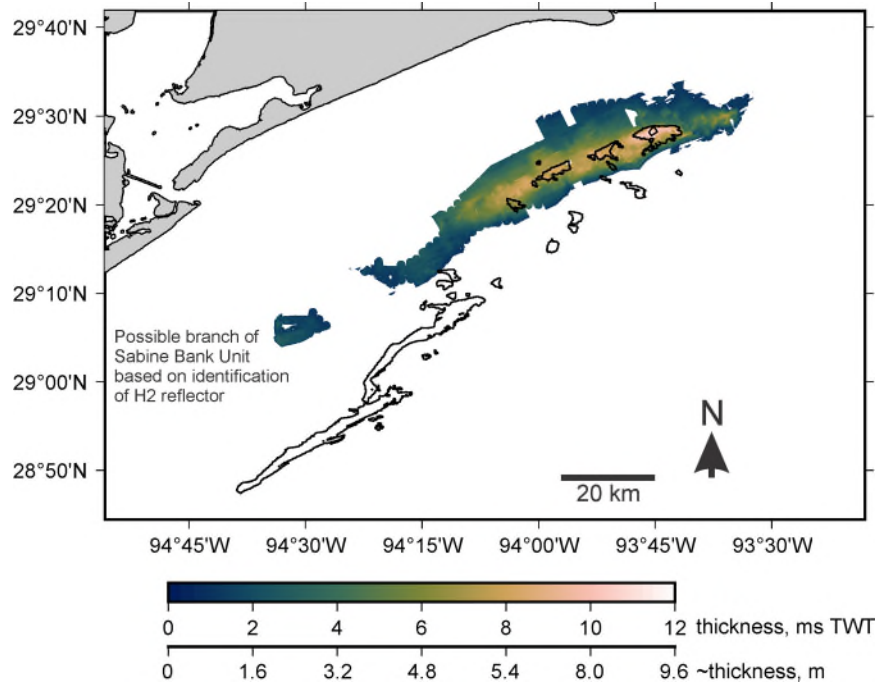 29°40'N
29°30'N
29°20'N
29°10'N
29°00'N
28°50'N
Possible branch of
Sabine Bank Unit
based on identification
of H2 reflector
N
20 km
94°45'W 94°30'W 94°15'W 94°00'W 93°45'W 93°30'W
0 2 4 6 8 10 12 thickness, ms TWT
0 1.6 3.2 4.8 5.4 8.0 9.6 ~thickness, m